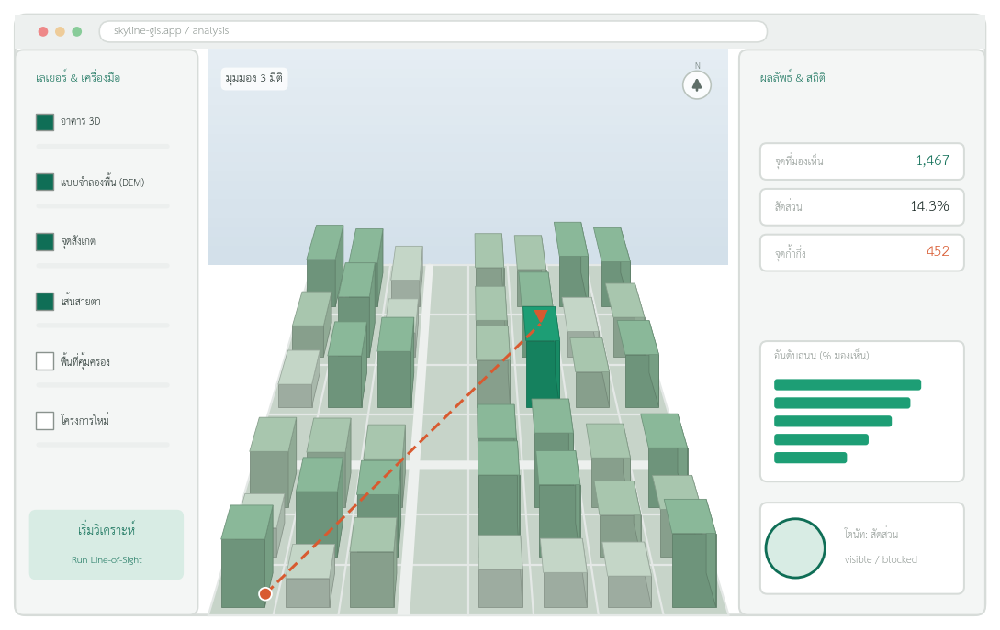 skyline-gis.app / analysis
เลเยอร์ & เครื่องมือ
อาคาร 3D
แบบจำลองพื้น (DEM)
จุดสังเกต
เส้นสายตา
พื้นที่คุ้มครอง
โครงการใหม่
เริ่มวิเคราะห์
Run Line-of-Sight
มุมมอง 3 มิติ
N
ผลลัพธ์ & สถิติ
จุดที่มองเห็น 1,467
สัดส่วน 14.3%
จุดก้ำกึ่ง 452
อันดับถนน (% มองเห็น)
โดนัท: สัดส่วน
visible / blocked